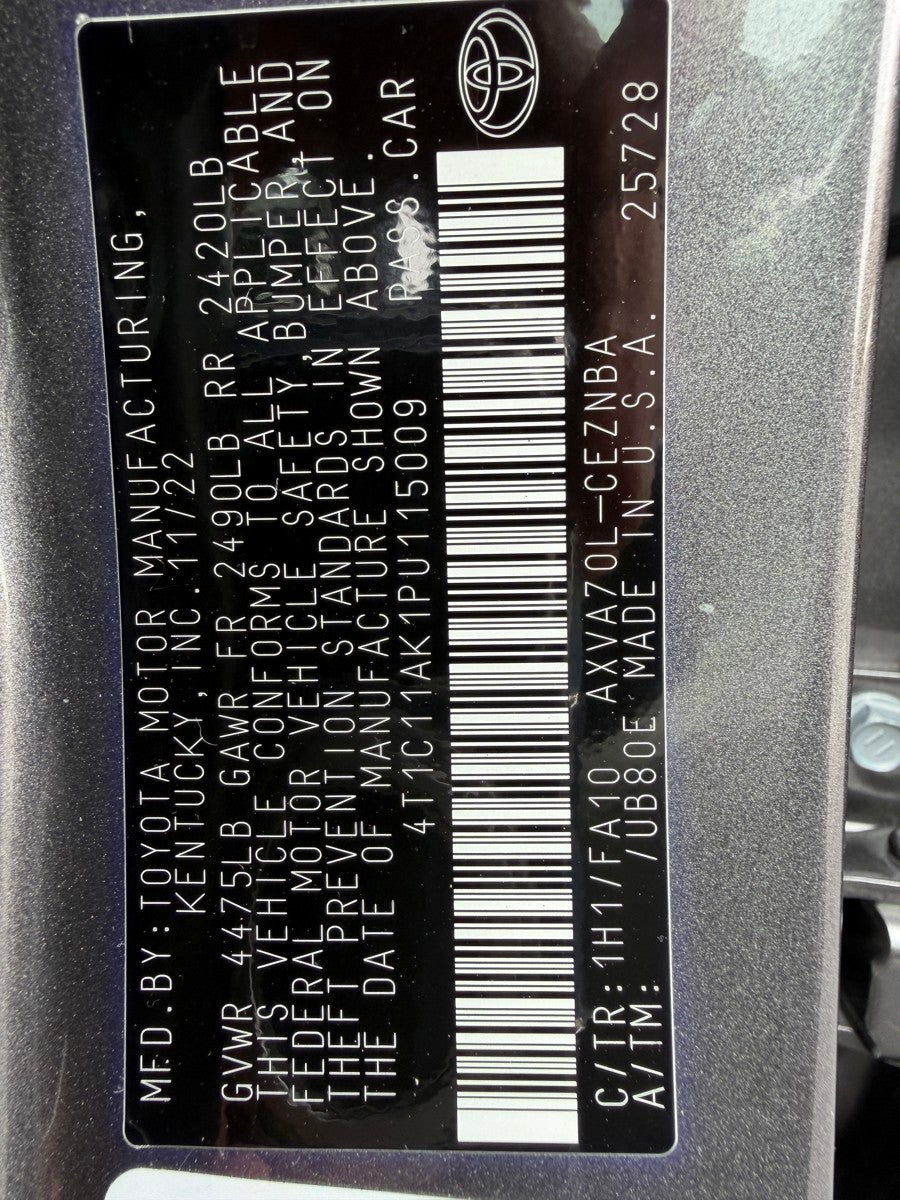 MFD.BY:TOYOTA MOTOR MANUFACTURING,
KENTUCKY,INC.11/22
GVWR 4475LB GAWR FR 2490LB RR 2420LB
THIS VEHICLE CONFORMS TO ALL APPLICABLE
FEDERAL MOTOR VEHICLE SAFETY,BUMPER,AND
THEFT PREVENTION STANDARDS IN EFFECT ON
THE DATE OF MANUFACTURE SHOWN ABOVE.
4T1C11AK1PU115009 PASS.CAR
C/TR:1H1/FA10 AXVA70L-CEZNBA
A/TM: /UB80E MADE IN U.S.A. 25728